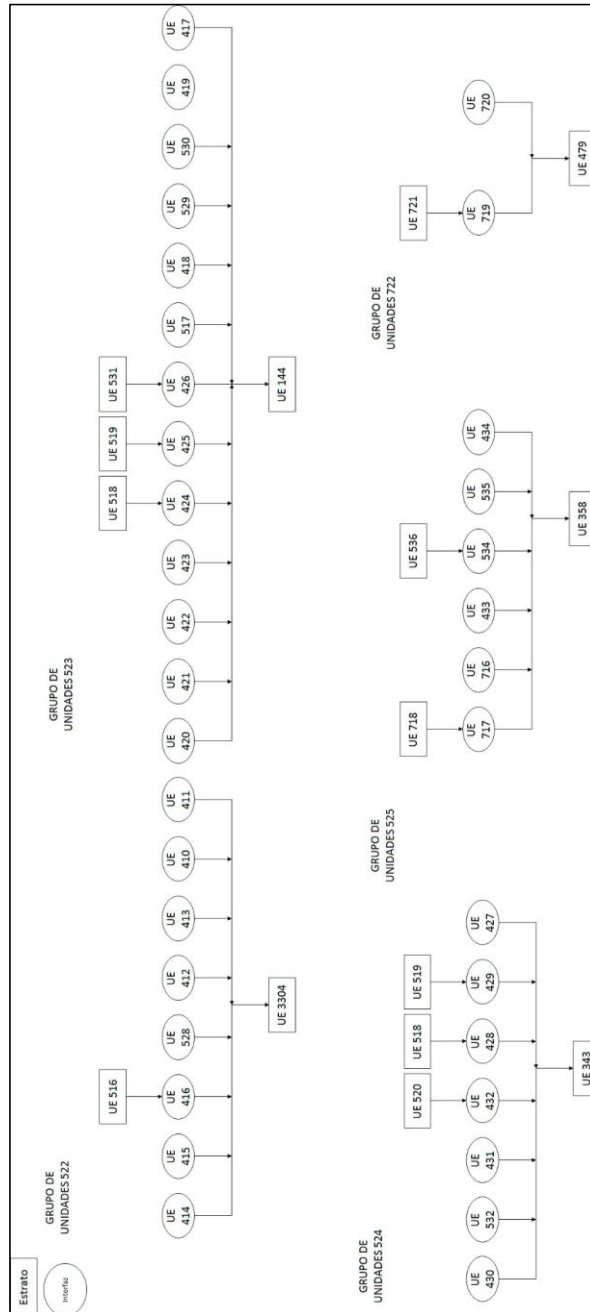 Estrato
Interfaz
GRUPO DE
UNIDADES 522
UE 516
UE
414
UE
415
UE
416
UE
528
UE
412
UE
413
UE
410
UE
411
UE 3304
GRUPO DE
UNIDADES 523
UE 518
UE 519
UE 531
UE
420
UE
421
UE
422
UE
423
UE
424
UE
425
UE
426
UE
517
UE
418
UE
529
UE
530
UE
419
UE
417
UE 144
GRUPO DE
UNIDADES 524
UE 520
UE 518
UE 519
UE
430
UE
532
UE
431
UE
432
UE
428
UE
429
UE
427
UE 343
GRUPO DE
UNIDADES 525
UE 718
UE 536
UE
717
UE
716
UE
433
UE
534
UE
535
UE
434
UE 358
GRUPO DE
UNIDADES 722
UE 721
UE
719
UE
720
UE 479